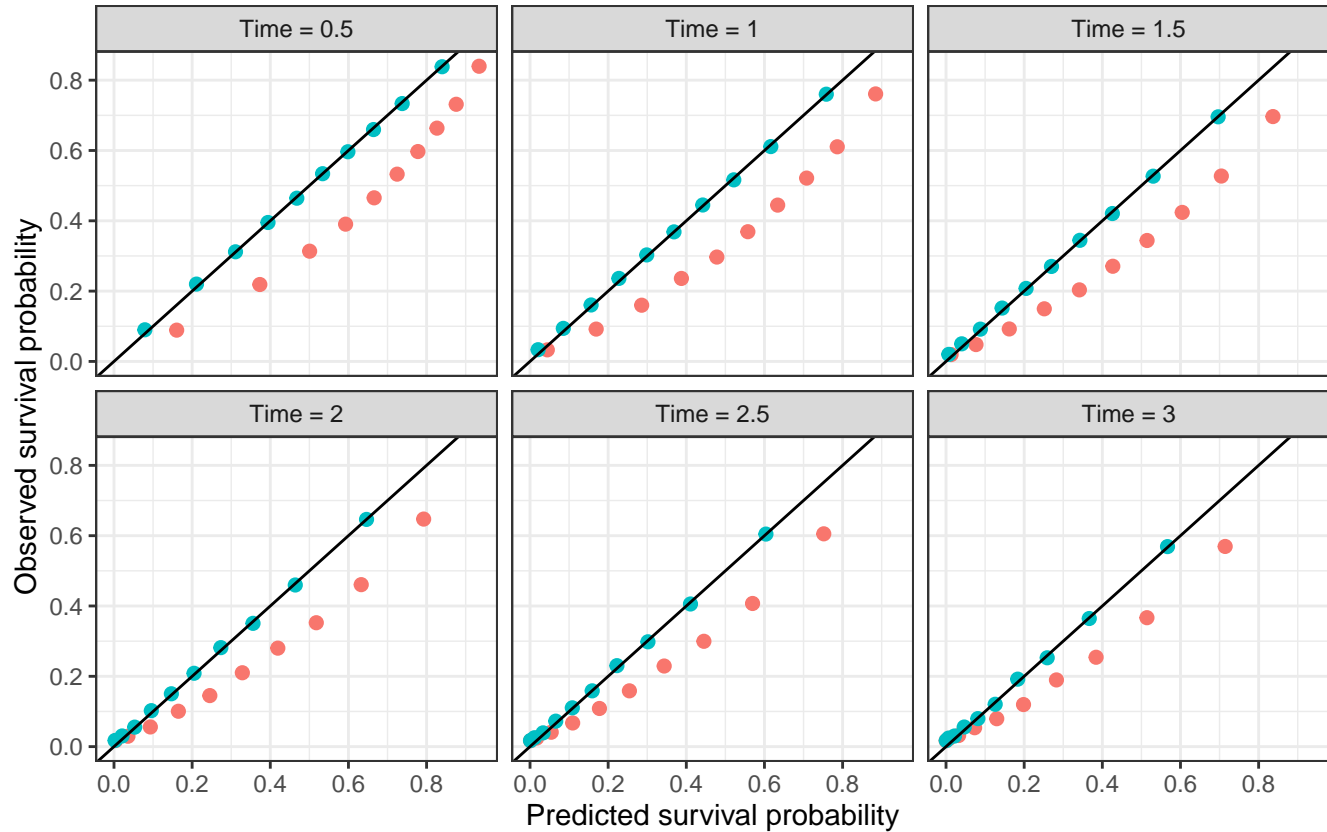 Time = 0.5
Time = 1
Time = 1.5
0.8
0.6
0.4
0.2
0.0
Time = 2
Time = 2.5
Time = 3
0.8
0.6
0.4
0.2
0.0
0.0 0.2 0.4 0.6 0.8
0.0 0.2 0.4 0.6 0.8
0.0 0.2 0.4 0.6 0.8
Observed survival probability
Predicted survival probability